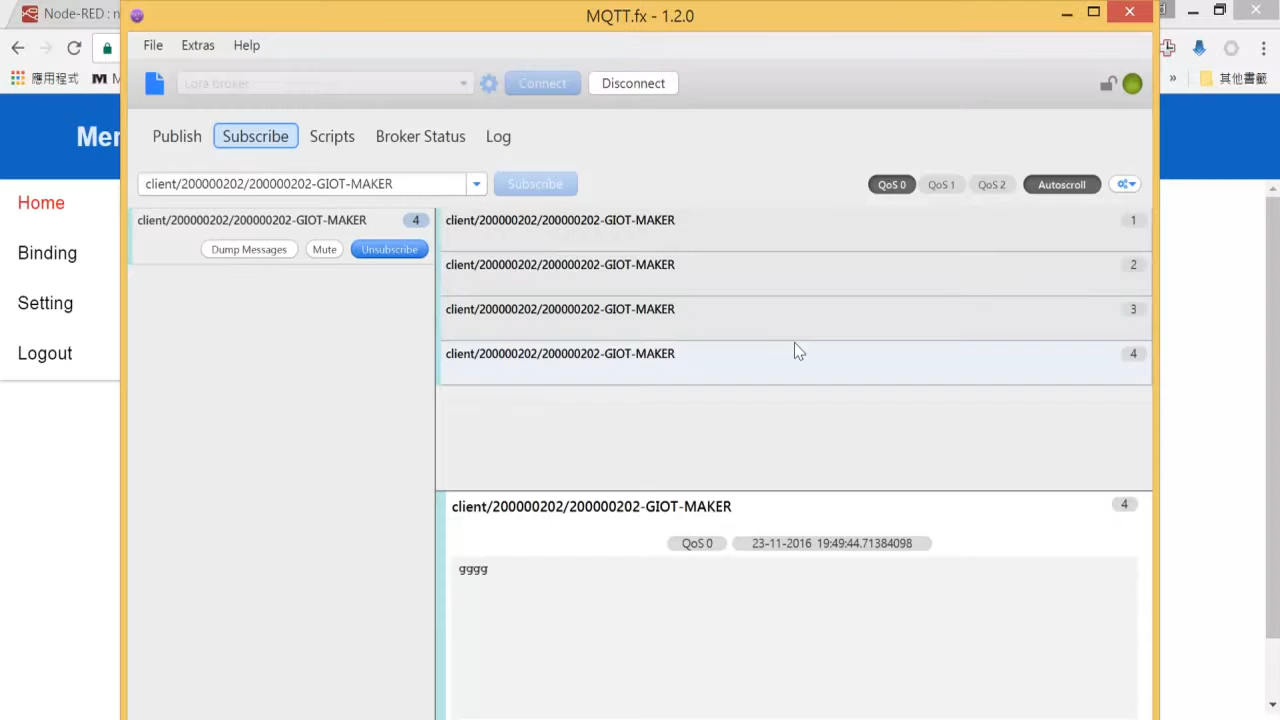 Node-RED : n
MQTT.fx - 1.2.0
File Extras Help
應用程式 M
其他書籤
Lora broker Connect Disconnect
Publish Subscribe Scripts Broker Status Log
Home
Binding
Setting
Logout
client/200000202/200000202-GIOT-MAKER Subscribe QoS 0 QoS 1 QoS 2 Autoscroll
client/200000202/200000202-GIOT-MAKER 4
Dump Messages Mute Unsubscribe
client/200000202/200000202-GIOT-MAKER 1
client/200000202/200000202-GIOT-MAKER 2
client/200000202/200000202-GIOT-MAKER 3
client/200000202/200000202-GIOT-MAKER 4
client/200000202/200000202-GIOT-MAKER 4
QoS 0 23-11-2016 19:49:44.71384098
gggg